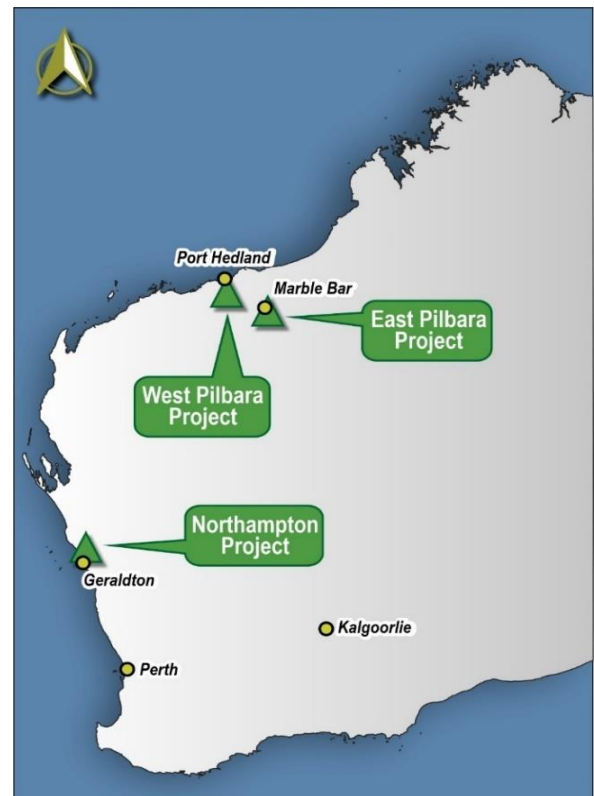 Port Hedland
Marble Bar
East Pilbara
Project
West Pilbara
Project
Northampton
Project
Geraldton
Kalgoorlie
Perth